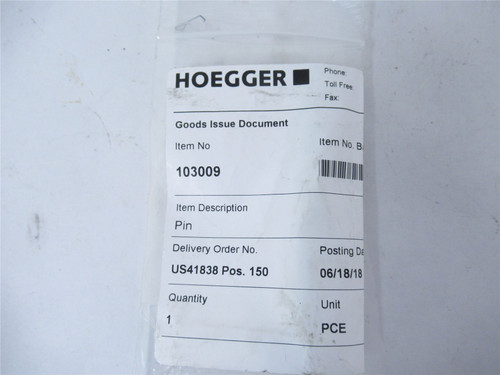 HOEGGER
Phone:
Toll Free
Fax:
Goods Issue Document
Item No
Item No. Ba
103009
Item Description
Pin
Delivery Order No.
Posting Da
US41838 Pos. 150
06/18/18
Quantity
Unit
1
PCE